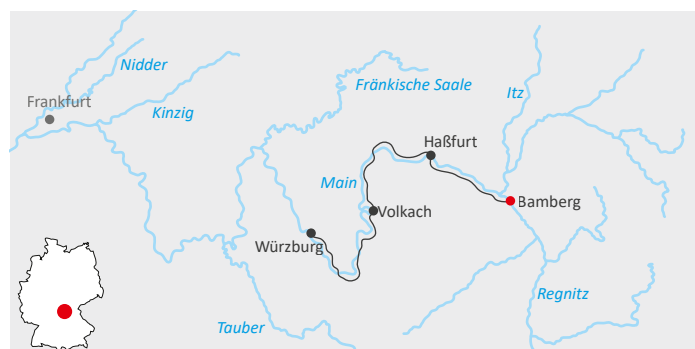 Nidder
Fränkische Saale
Itz
Frankfurt
Kinzig
Haßfurt
Main
Bamberg
Volkach
Würzburg
Regnitz
Tauber